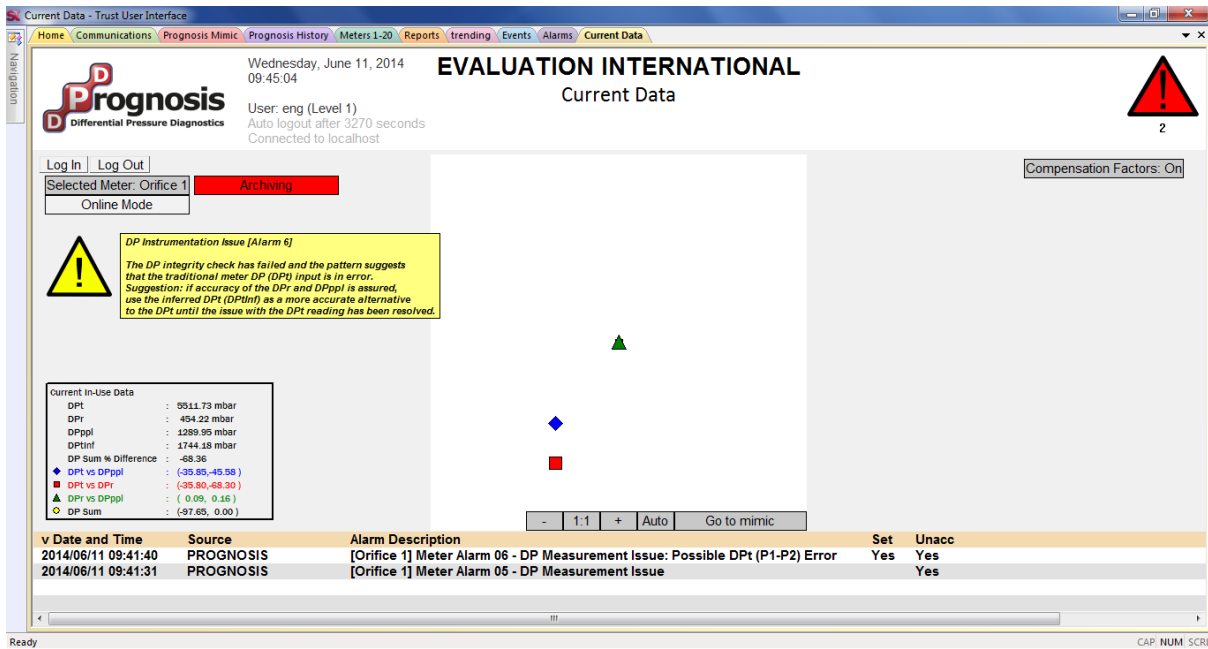 Current Data - Trust User Interface
Home Communications Prognosis Mimic Prognosis History Meters 1-20 Reports trending Events Alarms Current Data
Navigation
D Prognosis D
Differential Pressure Diagnostics
Wednesday, June 11, 2014
09:45:04
User: eng (Level 1)
Auto logout after 3270 seconds
Connected to localhost
EVALUATION INTERNATIONAL
Current Data
2
Log In Log Out
Selected Meter: Orifice 1 Archiving
Online Mode
Compensation Factors: On
DP Instrumentation Issue [Alarm 6]
The DP integrity check has failed and the pattern suggests
that the traditional meter DP (DPt) input is in error.
Suggestion: if accuracy of the DPr and DPppl is assured,
use the inferred DPt (DPtInf) as a more accurate alternative
to the DPt until the issue with the DPt reading has been resolved.
Current In-Use Data
DPt : 5511.73 mbar
DPr : 454.22 mbar
DPppl : 1289.95 mbar
DPtInf : 1744.18 mbar
DP Sum % Difference : -68.36
DPt vs DPppl : (-35.85,-45.58 )
DPt vs DPr : (-35.80,-68.30 )
DPr vs DPppl : ( 0.09, 0.16 )
DP Sum : (-97.65, 0.00 )
- 1:1 + Auto Go to mimic
v Date and Time Source Alarm Description Set Unacc
2014/06/11 09:41:40 PROGNOSIS [Orifice 1] Meter Alarm 06 - DP Measurement Issue: Possible DPt (P1-P2) Error Yes Yes
2014/06/11 09:41:31 PROGNOSIS [Orifice 1] Meter Alarm 05 - DP Measurement Issue Yes
Ready CAP NUM SCRL